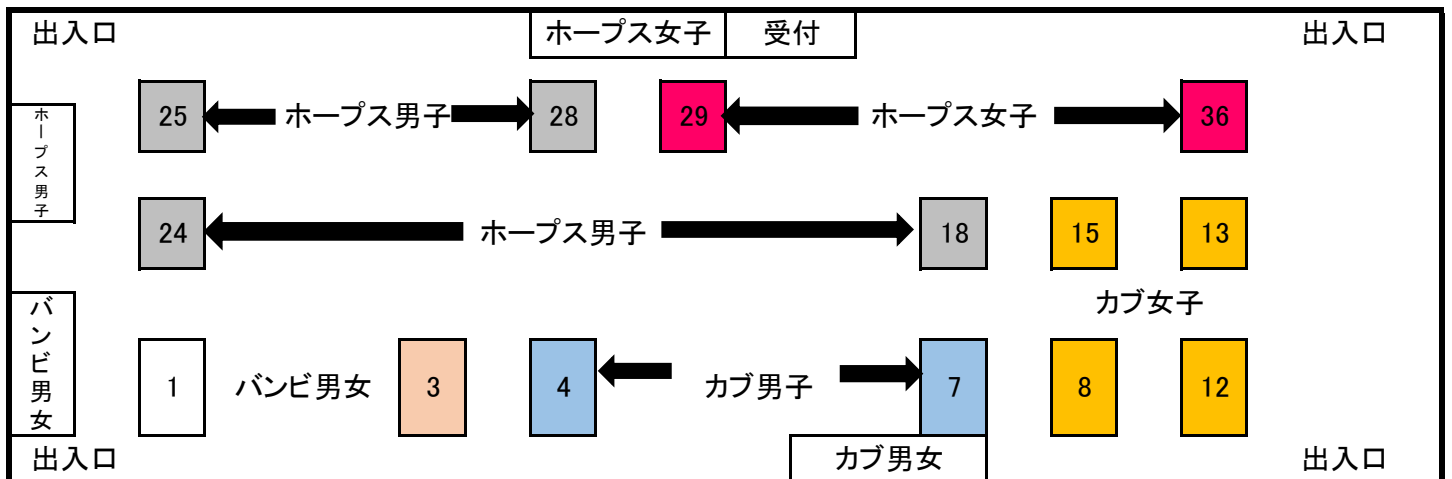 出入口 ホープス女子 受付 出入口
25 ホープス男子 28 29 ホープス女子 36
ホープス男子
24 ホープス男子 18 15 13
カブ女子
バンビ男女
1 バンビ男女 3 4 カブ男子 7 8 12
出入口 カブ男女 出入口